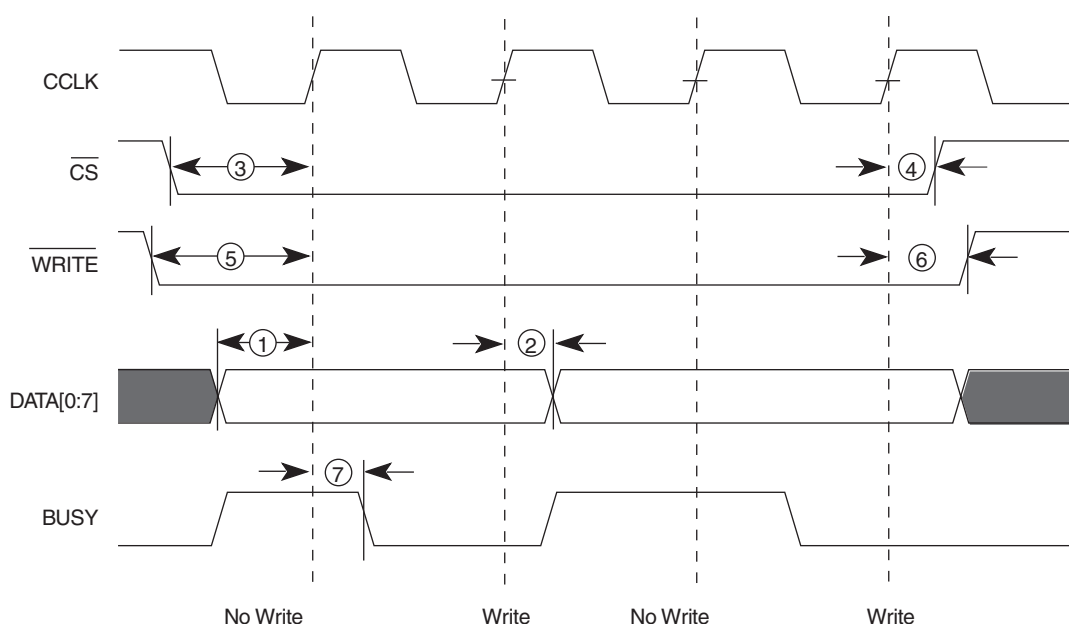 CCLK
CS
3
4
WRITE
5
6
1
2
DATA[0:7]
7
BUSY
No Write Write No Write Write